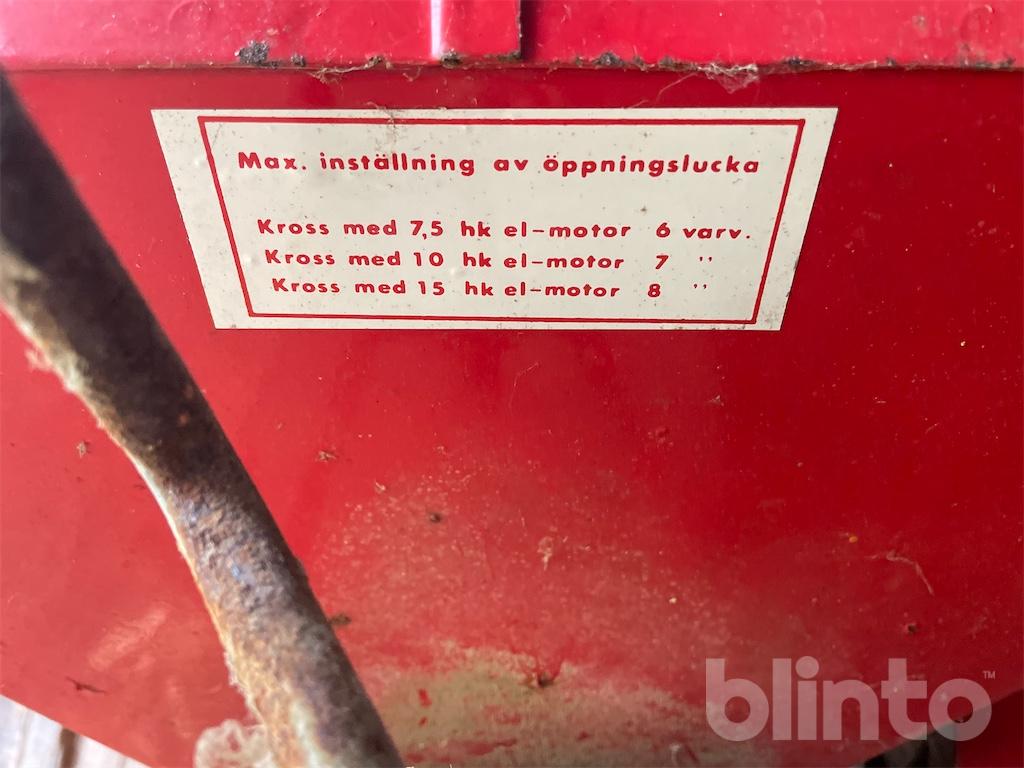 Max. inställning av öppningslucka
Kross med 7,5 hk el-motor 6 varv.
Kross med 10 hk el-motor 7 "
Kross med 15 hk el-motor 8 "
blinto™